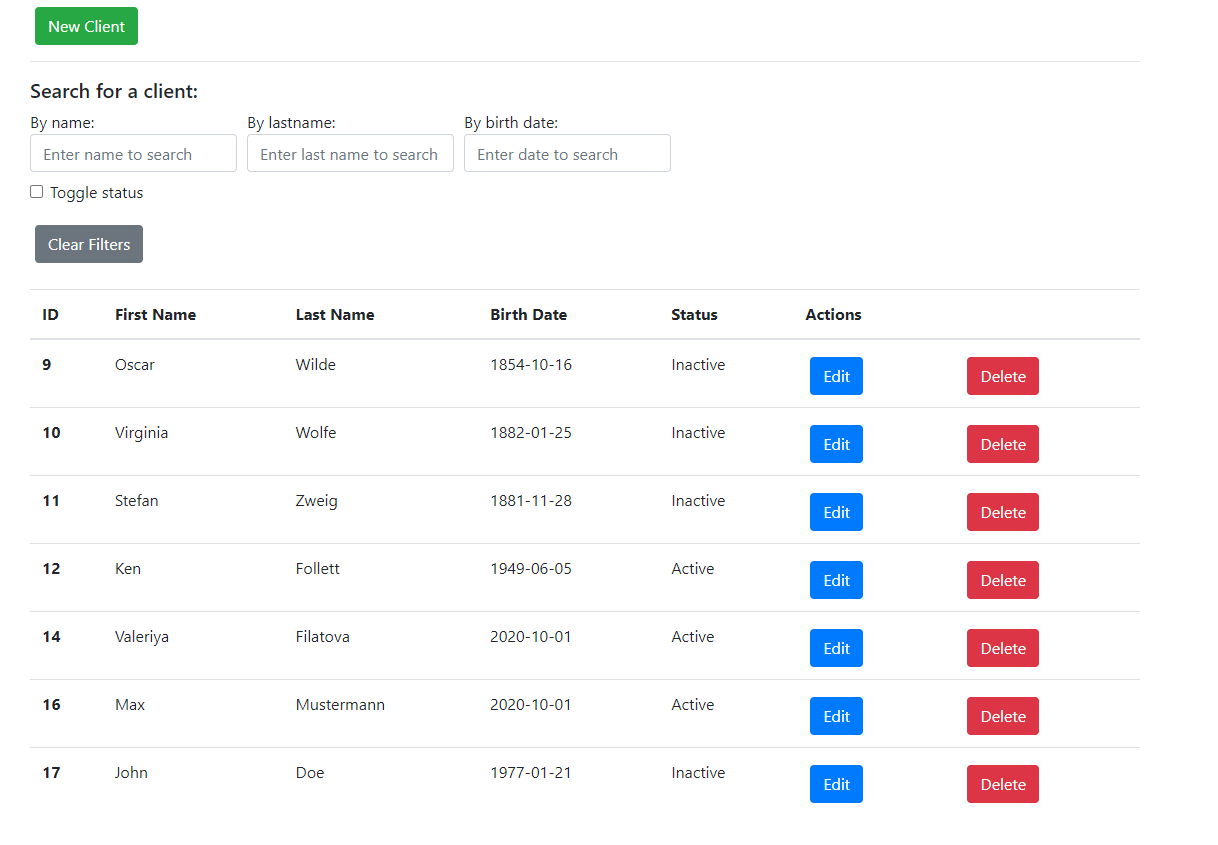 New Client
Search for a client:
By name: By lastname: By birth date:
Enter name to search Enter last name to search Enter date to search
Toggle status
Clear Filters
ID First Name Last Name Birth Date Status Actions
9 Oscar Wilde 1854-10-16 Inactive Edit Delete
10 Virginia Wolfe 1882-01-25 Inactive Edit Delete
11 Stefan Zweig 1881-11-28 Inactive Edit Delete
12 Ken Follett 1949-06-05 Active Edit Delete
14 Valeriya Filatova 2020-10-01 Active Edit Delete
16 Max Mustermann 2020-10-01 Active Edit Delete
17 John Doe 1977-01-21 Inactive Edit Delete